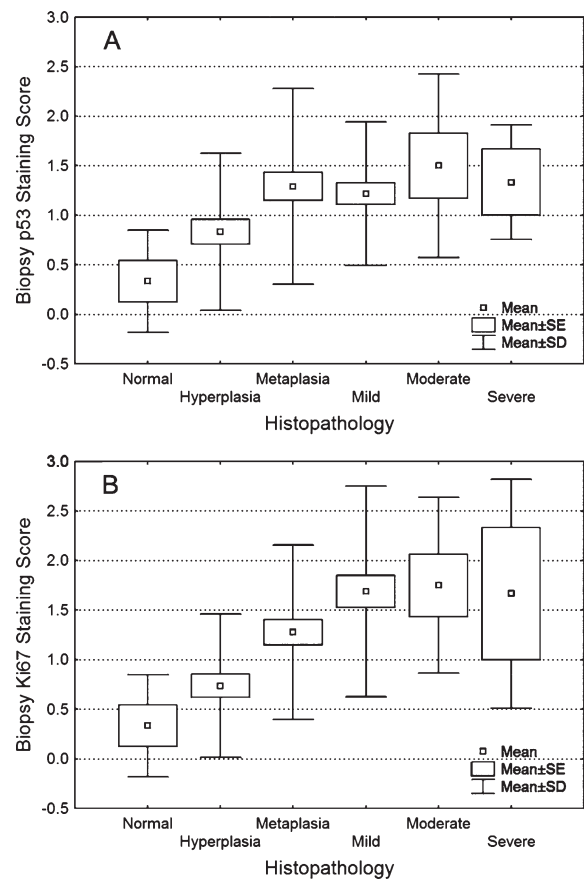 A
Biopsy p53 Staining Score
3.0
2.5
2.0
1.5
1.0
0.5
0.0
-0.5
Mean
Mean±SE
Mean±SD
Normal
Hyperplasia
Metaplasia
Mild
Moderate
Severe
Histopathology
B
Biopsy Ki67 Staining Score
3.0
2.5
2.0
1.5
1.0
0.5
0.0
-0.5
Mean
Mean±SE
Mean±SD
Normal
Hyperplasia
Metaplasia
Mild
Moderate
Severe
Histopathology